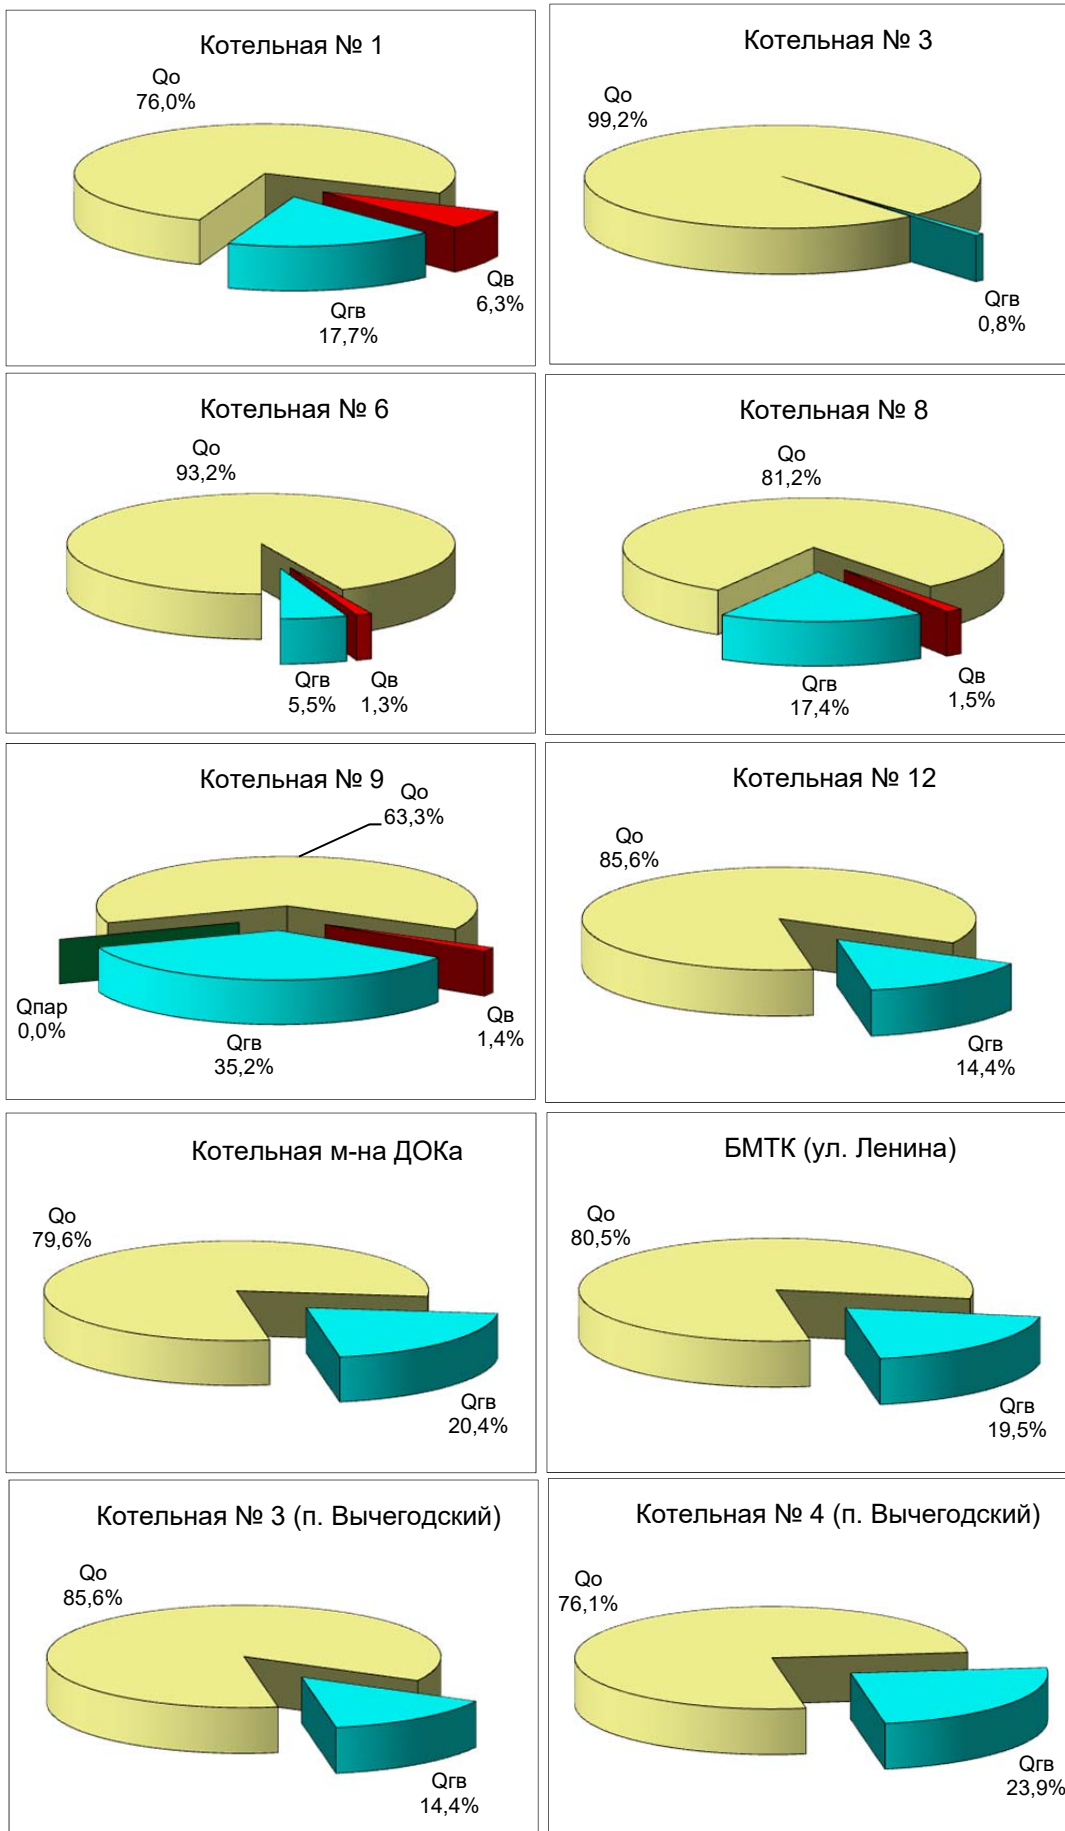 Котельная № 1
Qо
76,0%
Qв
6,3%
Qгв
17,7%
Котельная № 3
Qо
99,2%
Qгв
0,8%
Котельная № 6
Qо
93,2%
Qгв
5,5%
Qв
1,3%
Котельная № 8
Qо
81,2%
Qв
1,5%
Qгв
17,4%
Котельная № 9
Qо
63,3%
Qпар
0,0%
Qв
1,4%
Qгв
35,2%
Котельная № 12
Qо
85,6%
Qгв
14,4%
Котельная м-на ДОКа
Qо
79,6%
Qгв
20,4%
БМТК (ул. Ленина)
Qо
80,5%
Qгв
19,5%
Котельная № 3 (п. Вычегодский)
Qо
85,6%
Qгв
14,4%
Котельная № 4 (п. Вычегодский)
Qо
76,1%
Qгв
23,9%